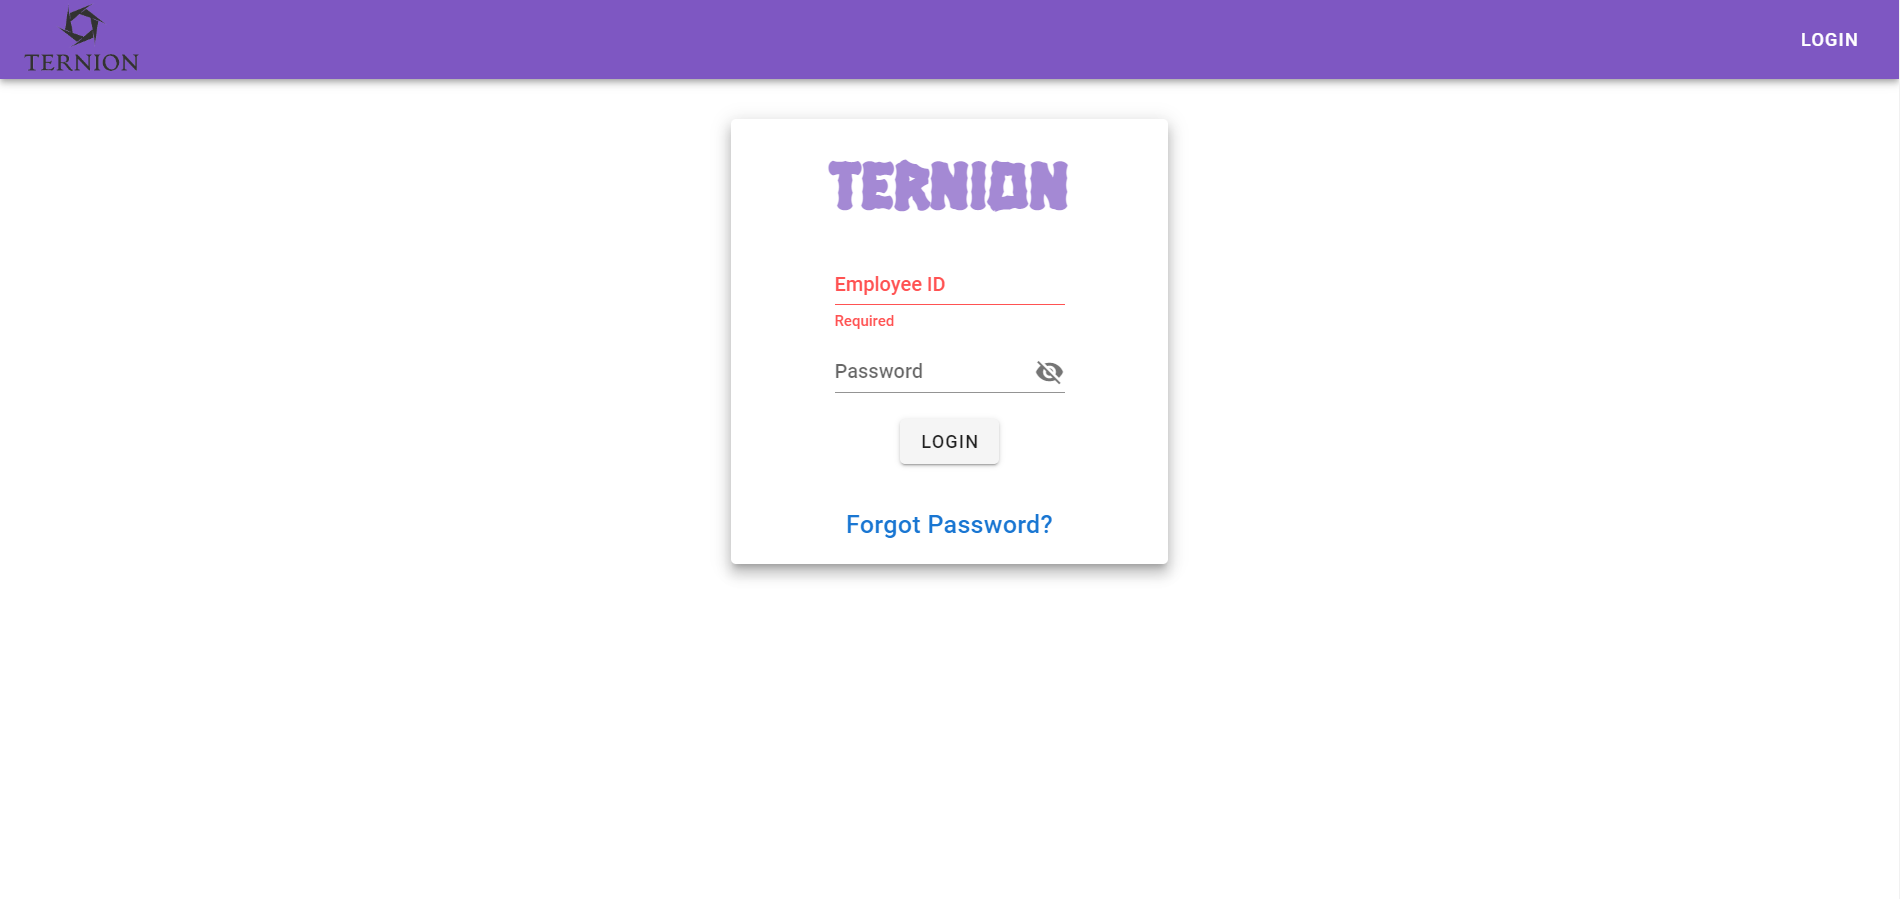 TERNION
LOGIN
TERNION
Employee ID
Required
Password
LOGIN
Forgot Password?